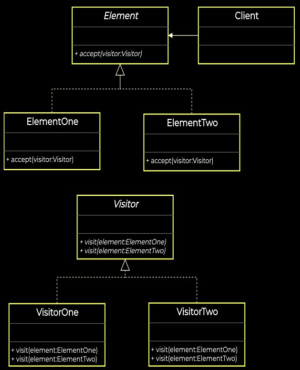 Element
+ accept(visitor:Visitor)
Client
ElementOne
+ accept(visitor:Visitor)
ElementTwo
+ accept(visitor:Visitor)
Visitor
+ visit(element:ElementOne)
+ visit(element:ElementTwo)
VisitorOne
+ visit(element:ElementOne)
+ visit(element:ElementTwo)
VisitorTwo
+ visit(element:ElementOne)
+ visit(element:ElementTwo)